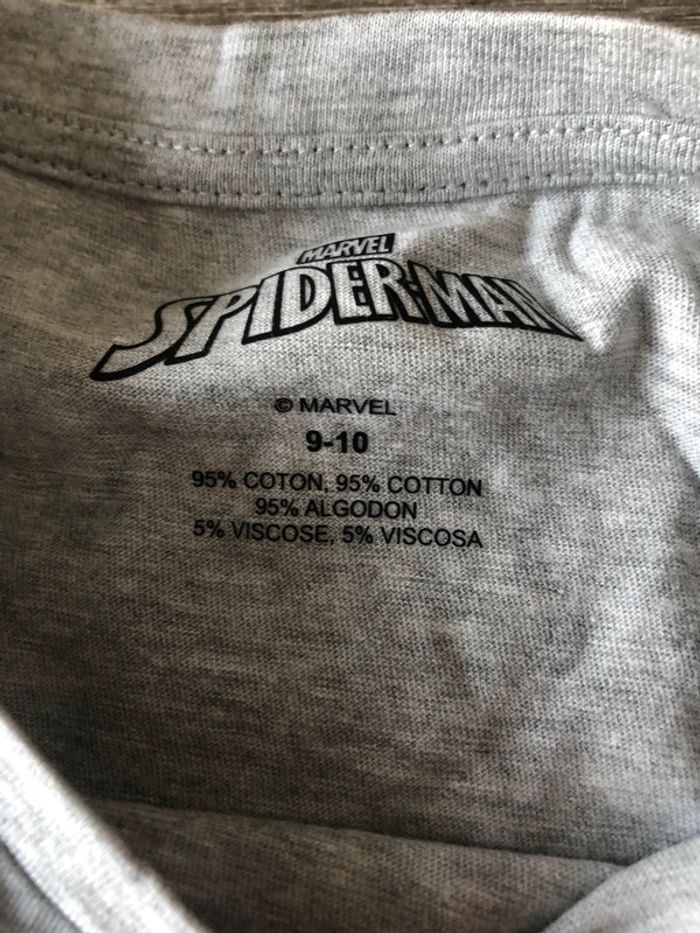 MARVEL
SPIDER-MAN
© MARVEL
9-10
95% COTON, 95% COTTON
95% ALGODON
5% VISCOSE, 5% VISCOSA